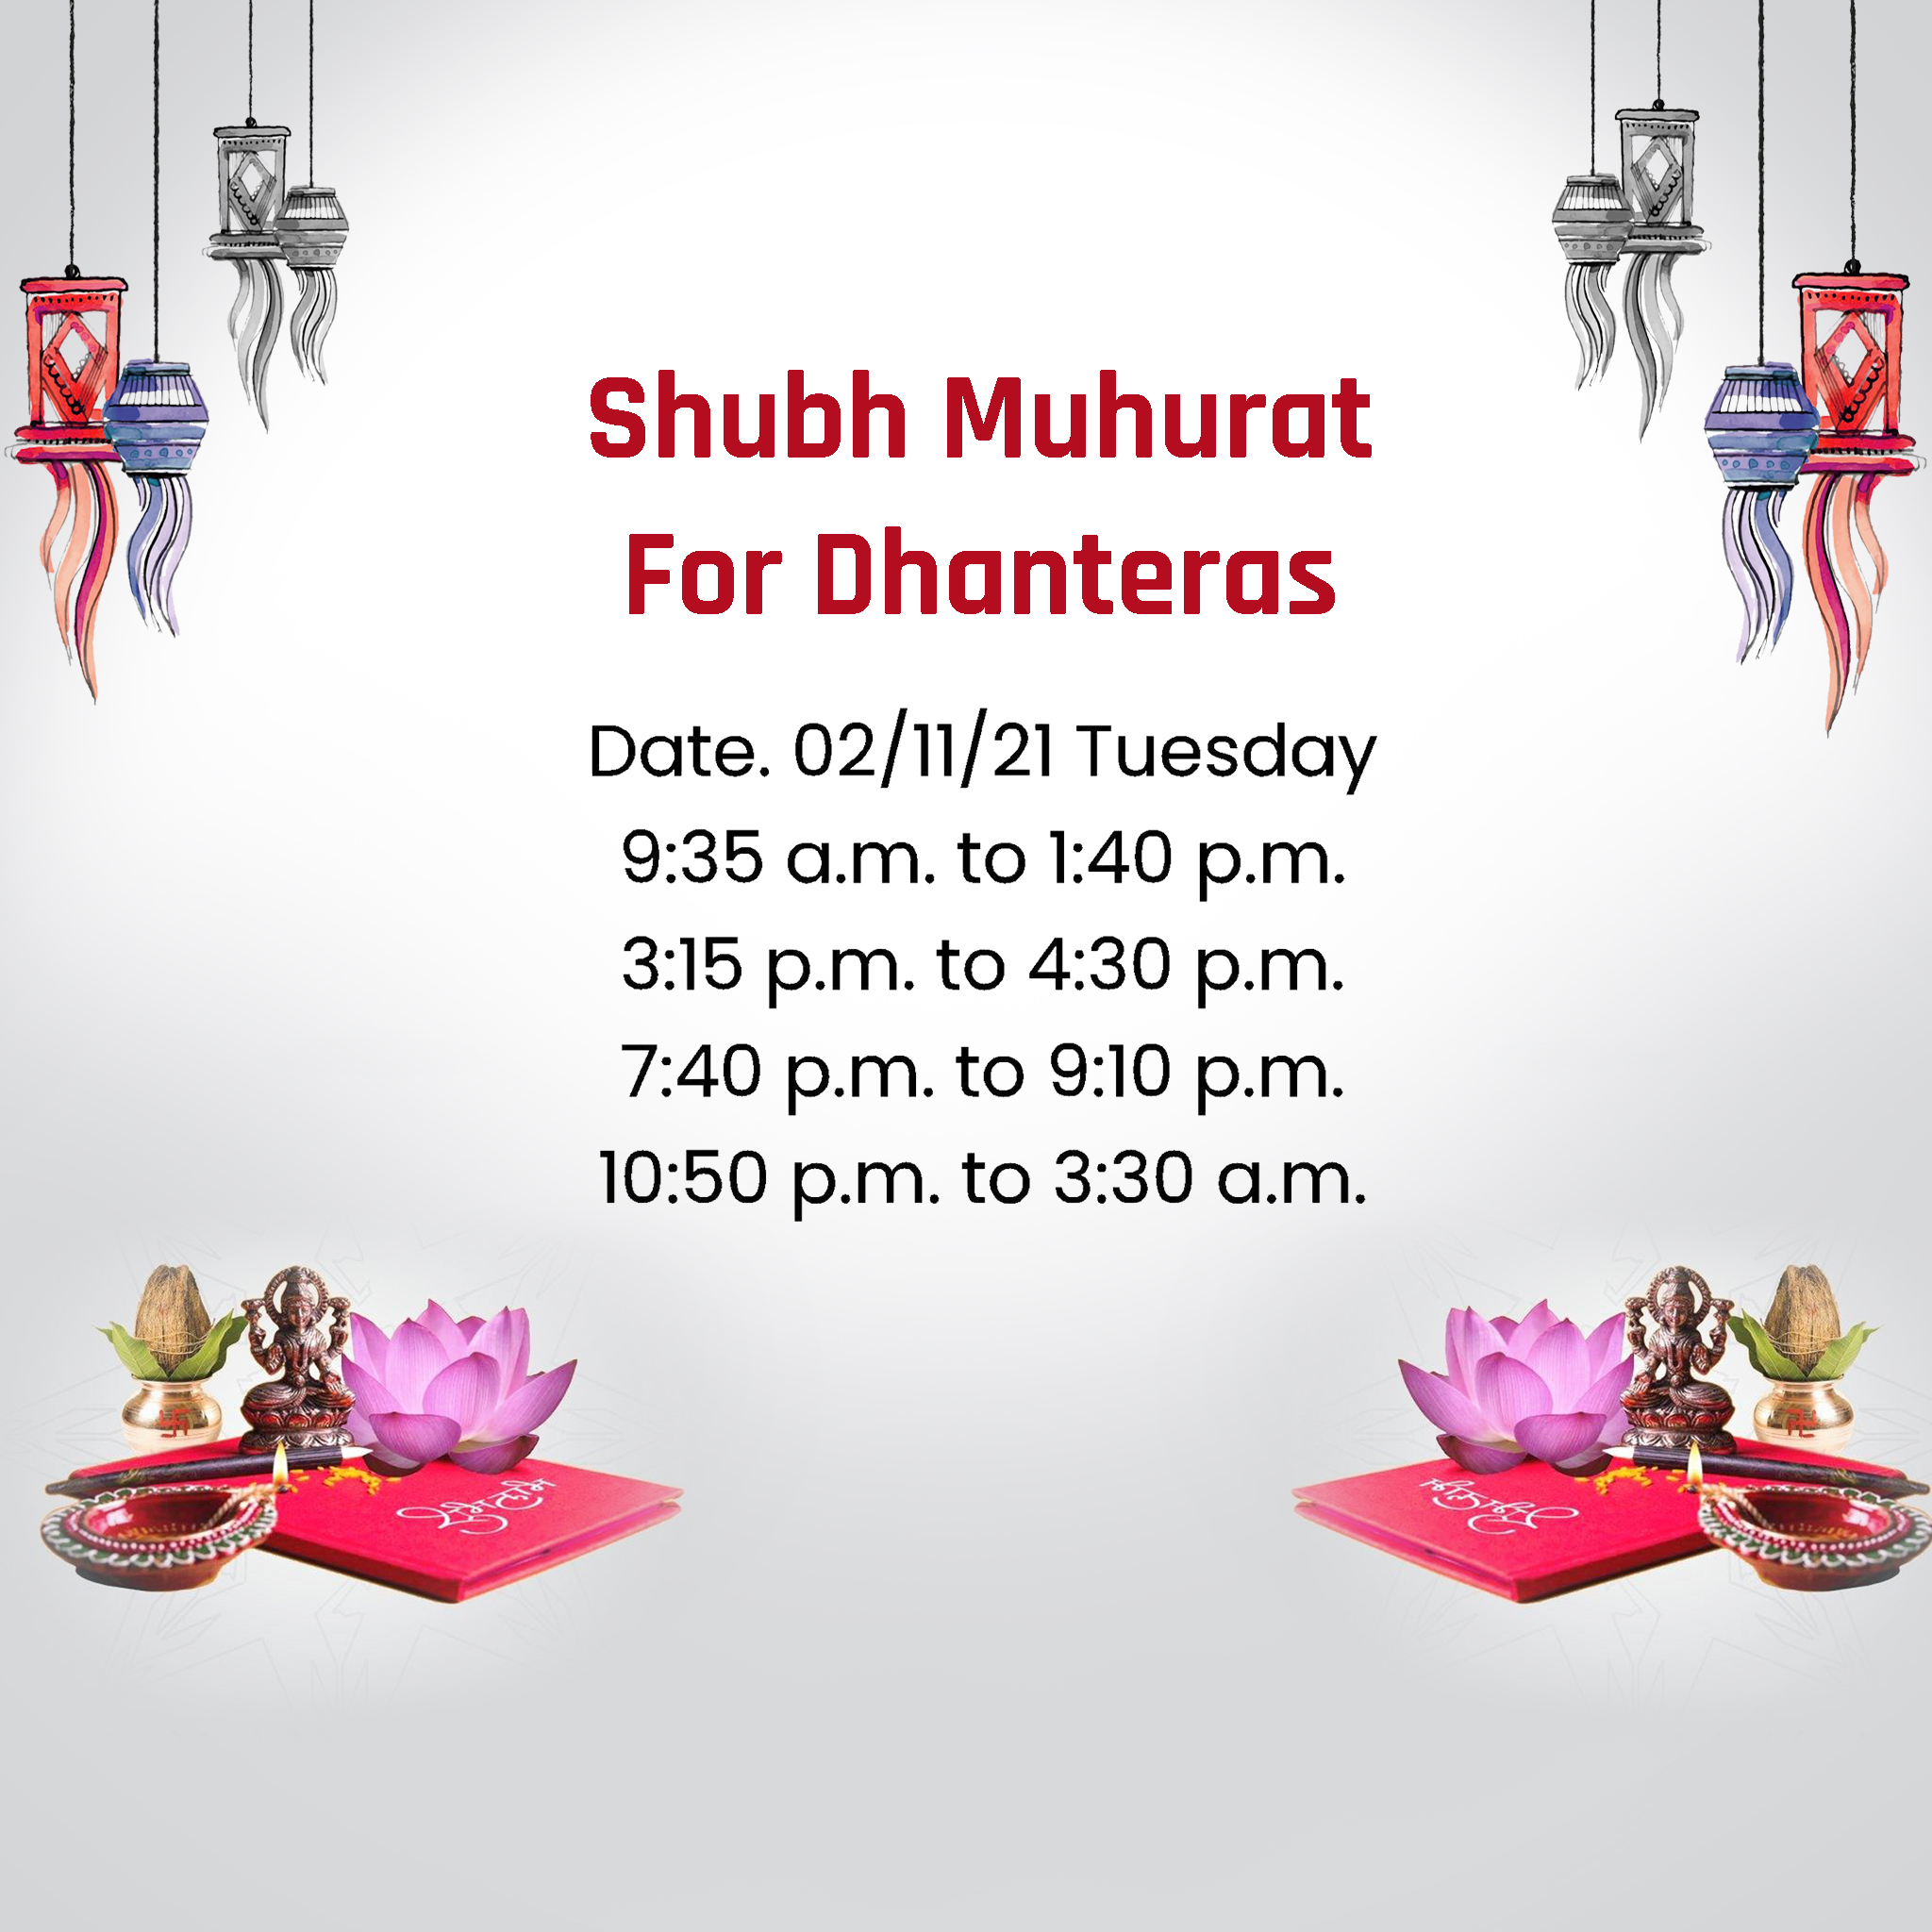 Shubh Muhurat
For Dhanteras
Date. 02/11/21 Tuesday
9:35 a.m. to 1:40 p.m.
3:15 p.m. to 4:30 p.m.
7:40 p.m. to 9:10 p.m.
10:50 p.m. to 3:30 a.m.